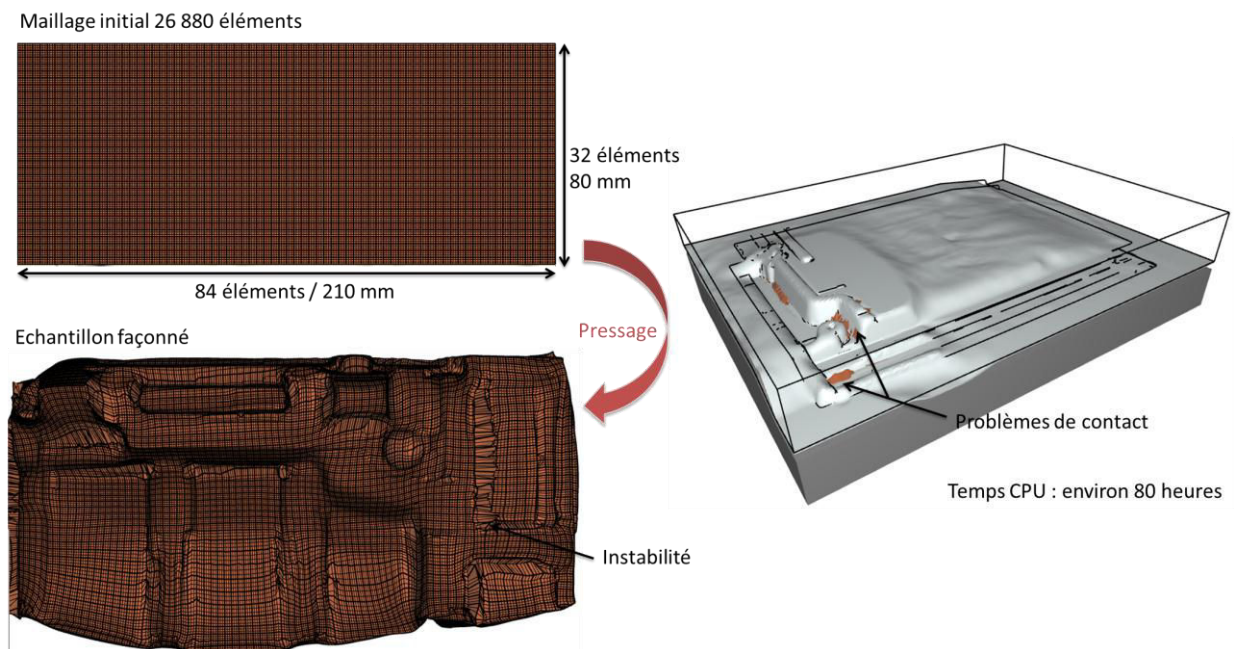 Maillage initial 26 880 éléments
32 éléments
80 mm
84 éléments / 210 mm
Pressage
Echantillon façonné
Instabilité
Problèmes de contact
Temps CPU : environ 80 heures